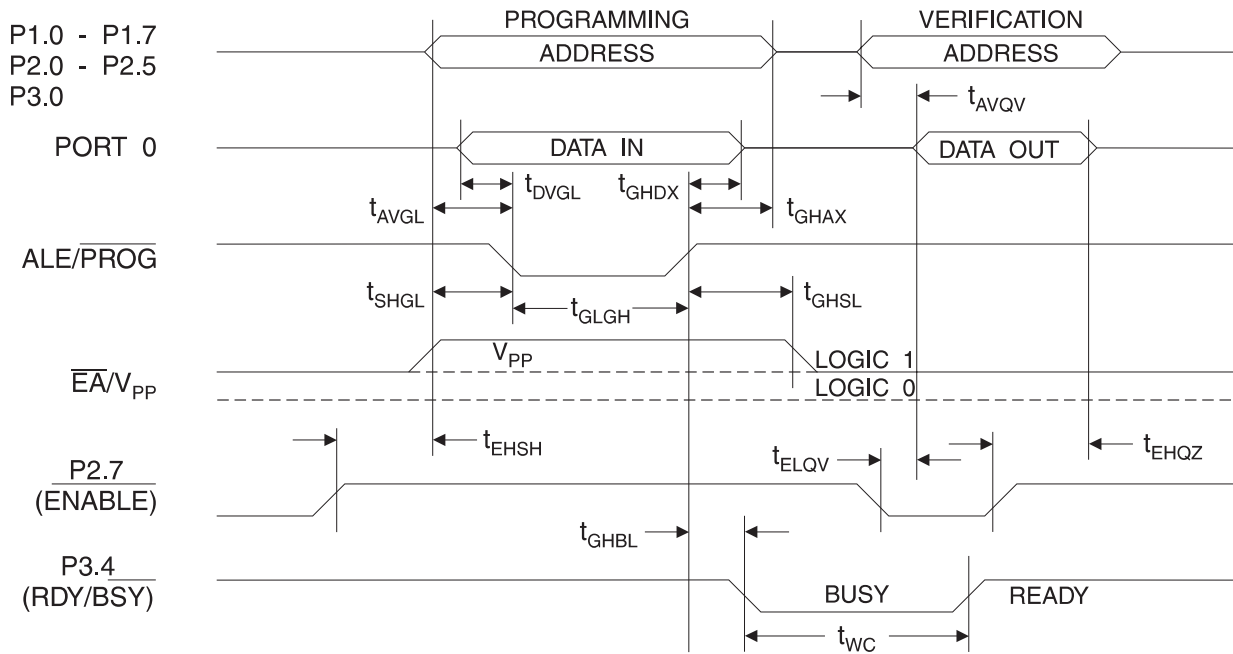 PROGRAMMING
VERIFICATION
P1.0 - P1.7
P2.0 - P2.5
P3.0
ADDRESS
ADDRESS
tAVQV
PORT 0
DATA IN
DATA OUT
tDVGL
tGHDX
tAVGL
tGHAX
ALE/PROG
tSHGL
tGLGH
tGHSL
VPP
LOGIC 1
EA/VPP
LOGIC 0
tEHSH
tELQV
tEHQZ
P2.7
(ENABLE)
tGHBL
P3.4
(RDY/BSY)
BUSY
READY
tWC